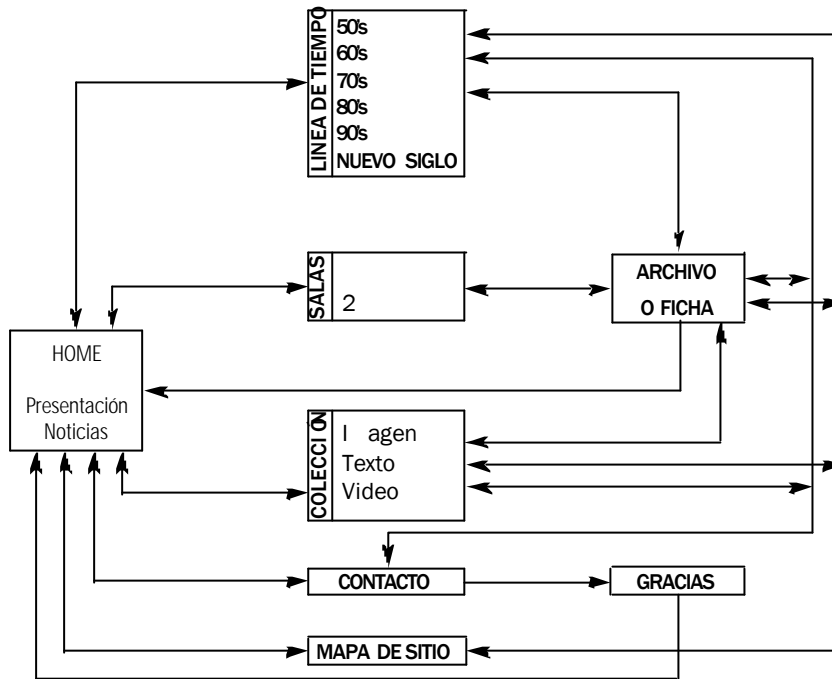 LINEA DE TIEMPO
50's
60's
70's
80's
90's
NUEVO SIGLO
SALAS
2
ARCHIVO
O FICHA
HOME
Presentación
Noticias
COLECCIÓN
I agen
Texto
Video
CONTACTO
GRACIAS
MAPA DE SITIO